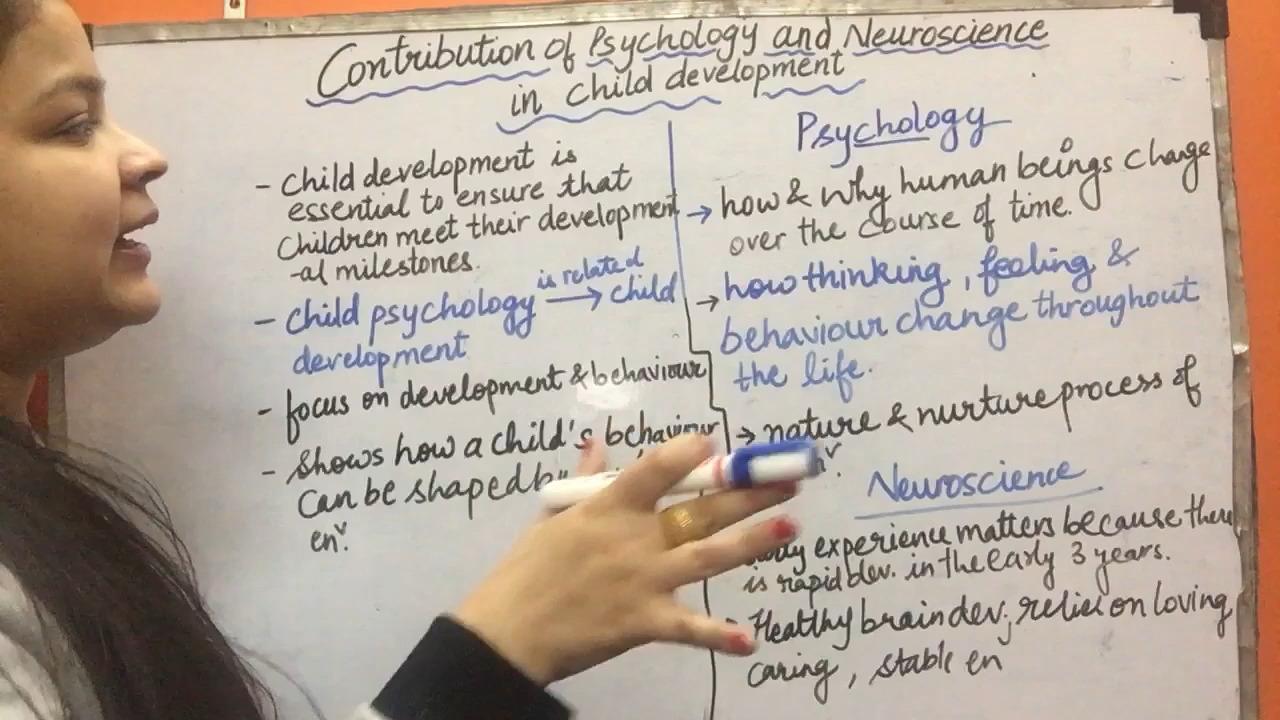 Contribution of Psychology and Neuroscience
in child development
- Child development is
essential to ensure that
Children meet their development
-al milestones.
- Child psychology is related → child
development
- focus on development & behaviour
- Shows how a child's behaviour
Can be shaped by
env.
Psychology
→ how & why human beings change
over the course of time.
→ how thinking, feeling &
behaviour change throughout
the life.
→ nature & nurture process of
Neuroscience
experience matters because there
is rapid dev. in the early 3 years.
Healthy brain dev; relies on loving
caring, stable en